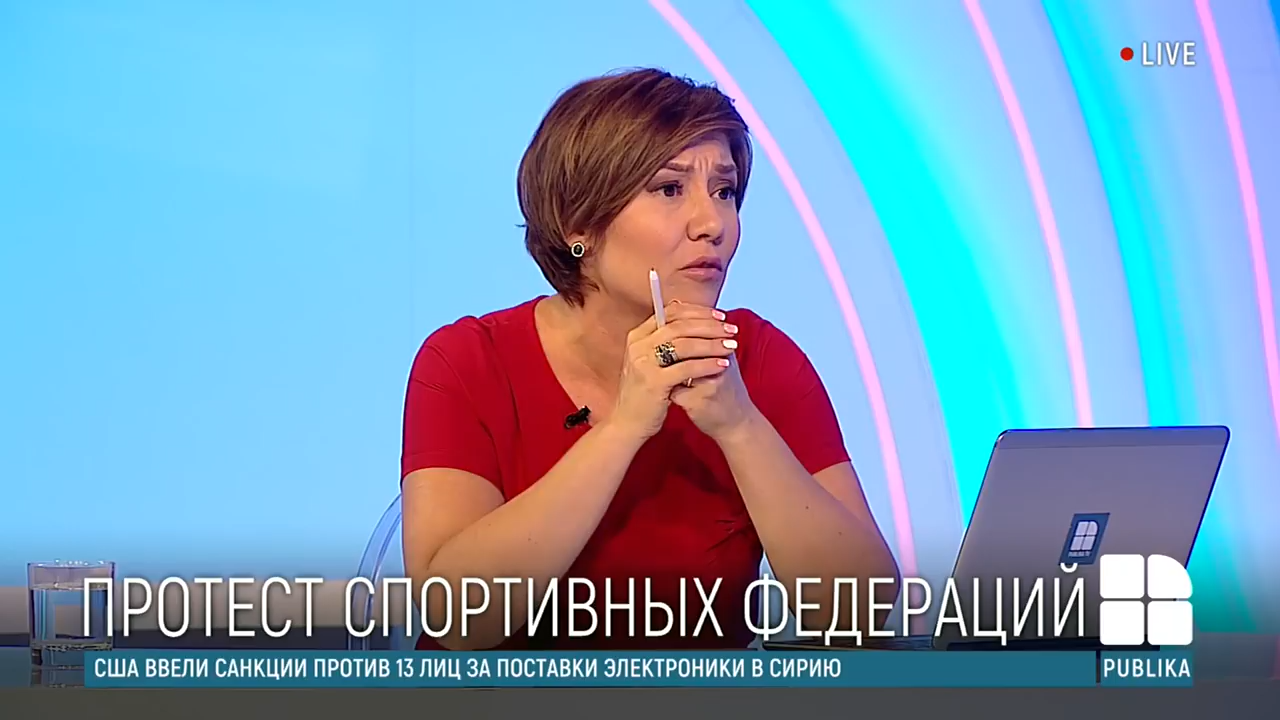 LIVE
ПРОТЕСТ СПОРТИВНЫХ ФЕДЕРАЦИЙ
США ВВЕЛИ САНКЦИИ ПРОТИВ 13 ЛИЦ ЗА ПОСТАВКИ ЭЛЕКТРОНИКИ В СИРИЮ
PUBLIKA